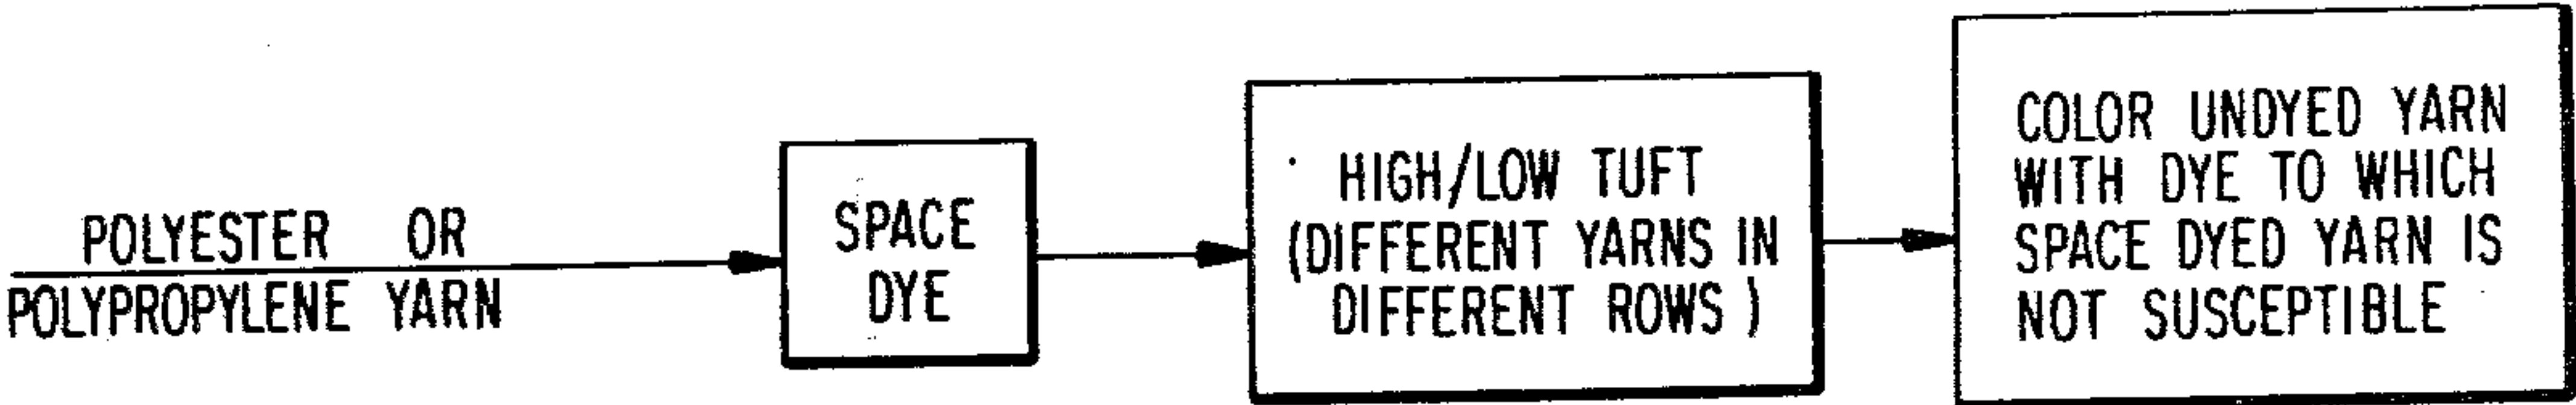 POLYESTER OR
POLYPROPYLENE YARN
SPACE
DYE
HIGH/LOW TUFT
(DIFFERENT YARNS IN
DIFFERENT ROWS)
COLOR UNDYED YARN
WITH DYE TO WHICH
SPACE DYED YARN IS
NOT SUSCEPTIBLE